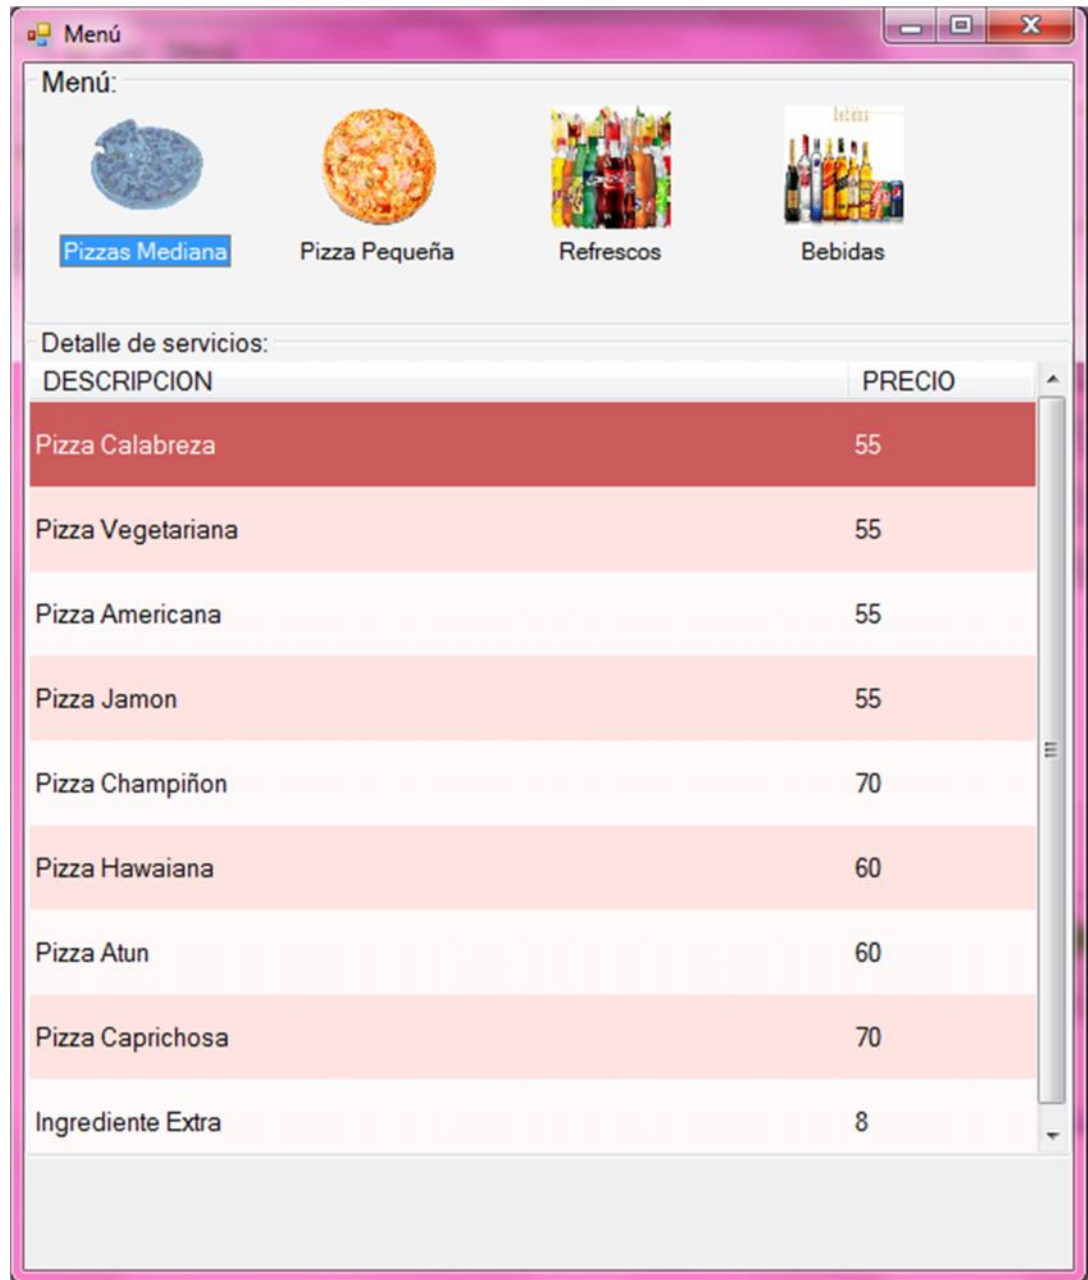 Menú
Menú:
Pizzas Mediana
Pizza Pequeña
Refrescos
Bebidas
Bebidas
Detalle de servicios:
DESCRIPCION PRECIO
Pizza Calabreza 55
Pizza Vegetariana 55
Pizza Americana 55
Pizza Jamon 55
Pizza Champiñon 70
Pizza Hawaiana 60
Pizza Atun 60
Pizza Caprichosa 70
Ingrediente Extra 8